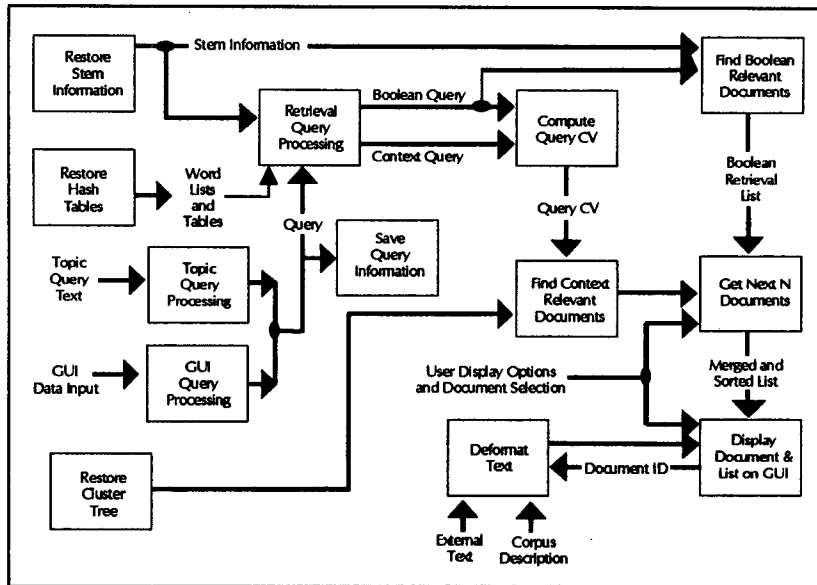 Restore
Stem
Information
Stem Information
Find Boolean
Relevant
Documents
Boolean Query
Retrieval
Query
Processing
Compute
Query CV
Context Query
Restore
Hash
Tables
Word
Lists
and
Tables
Boolean
Retrieval
List
Query CV
Query
Save
Query
Information
Topic
Query
Text
Topic
Query
Processing
Find Context
Relevant
Documents
Get Next N
Documents
GUI
Data Input
GUI
Query
Processing
User Display Options
and Document Selection
Merged and
Sorted List
Deformat
Text
Document ID
Display
Document &
List on GUI
Restore
Cluster
Tree
External
Text
Corpus
Description